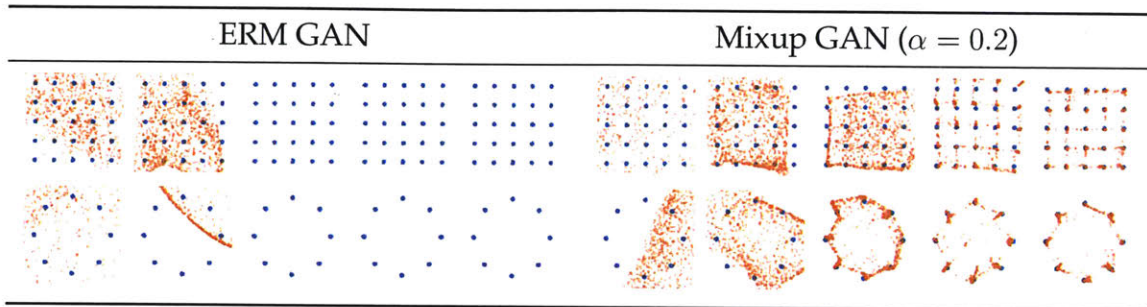 ERM GAN
Mixup GAN (α = 0.2)